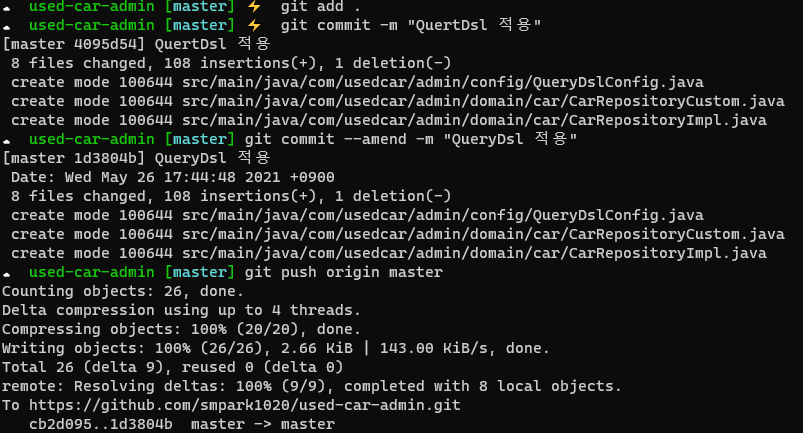 used-car-admin [master] ⚡ git add .
used-car-admin [master] ⚡ git commit -m "QuertDsl 적용"
[master 4095d54] QuertDsl 적용
 8 files changed, 108 insertions(+), 1 deletion(-)
 create mode 100644 src/main/java/com/usedcar/admin/config/QueryDslConfig.java
 create mode 100644 src/main/java/com/usedcar/admin/domain/car/CarRepositoryCustom.java
 create mode 100644 src/main/java/com/usedcar/admin/domain/car/CarRepositoryImpl.java
used-car-admin [master] git commit --amend -m "QueryDsl 적용"
[master 1d3804b] QueryDsl 적용
 Date: Wed May 26 17:44:48 2021 +0900
 8 files changed, 108 insertions(+), 1 deletion(-)
 create mode 100644 src/main/java/com/usedcar/admin/config/QueryDslConfig.java
 create mode 100644 src/main/java/com/usedcar/admin/domain/car/CarRepositoryCustom.java
 create mode 100644 src/main/java/com/usedcar/admin/domain/car/CarRepositoryImpl.java
used-car-admin [master] git push origin master
Counting objects: 26, done.
Delta compression using up to 4 threads.
Compressing objects: 100% (20/20), done.
Writing objects: 100% (26/26), 2.66 KiB | 143.00 KiB/s, done.
Total 26 (delta 9), reused 0 (delta 0)
remote: Resolving deltas: 100% (9/9), completed with 8 local objects.
To https://github.com/smpark1020/used-car-admin.git
   cb2d095..1d3804b  master -> master